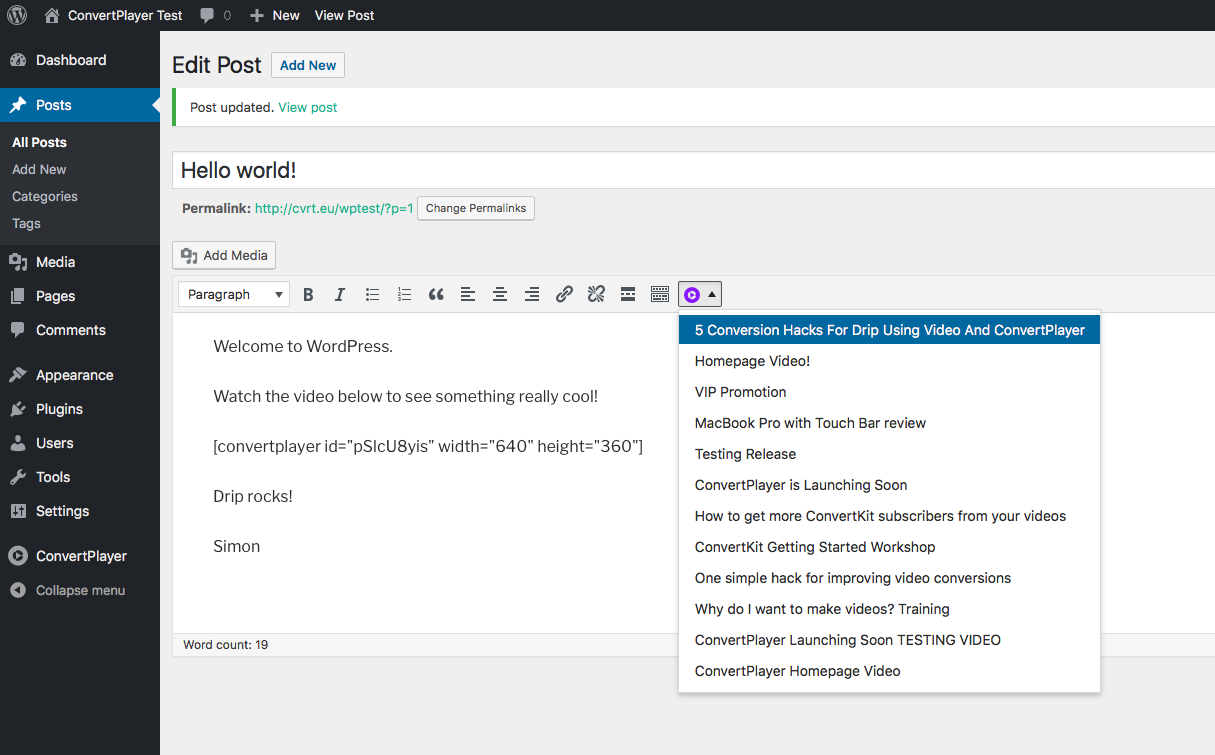 ConvertPlayer Test 0 New View Post
Dashboard
Posts
All Posts
Add New
Categories
Tags
Media
Pages
Comments
Appearance
Plugins
Users
Tools
Settings
ConvertPlayer
Collapse menu
Edit Post Add New
Post updated. View post
Hello world!
Permalink: http://cvrt.eu/wptest/?p=1 Change Permalinks
Add Media
Paragraph
Welcome to WordPress.
Watch the video below to see something really cool!
[convertplayer id="pSIcU8yis" width="640" height="360"]
Drip rocks!
Simon
Word count: 19
5 Conversion Hacks For Drip Using Video And ConvertPlayer
Homepage Video!
VIP Promotion
MacBook Pro with Touch Bar review
Testing Release
ConvertPlayer is Launching Soon
How to get more ConvertKit subscribers from your videos
ConvertKit Getting Started Workshop
One simple hack for improving video conversions
Why do I want to make videos? Training
ConvertPlayer Launching Soon TESTING VIDEO
ConvertPlayer Homepage Video